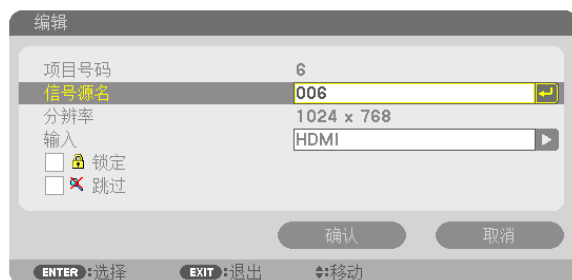 编辑
项目号码 6
信号源名 006
分辨率 1024 x 768
输入 HDMI
锁定
跳过
确认 取消
ENTER:选择 EXIT:退出 :移动